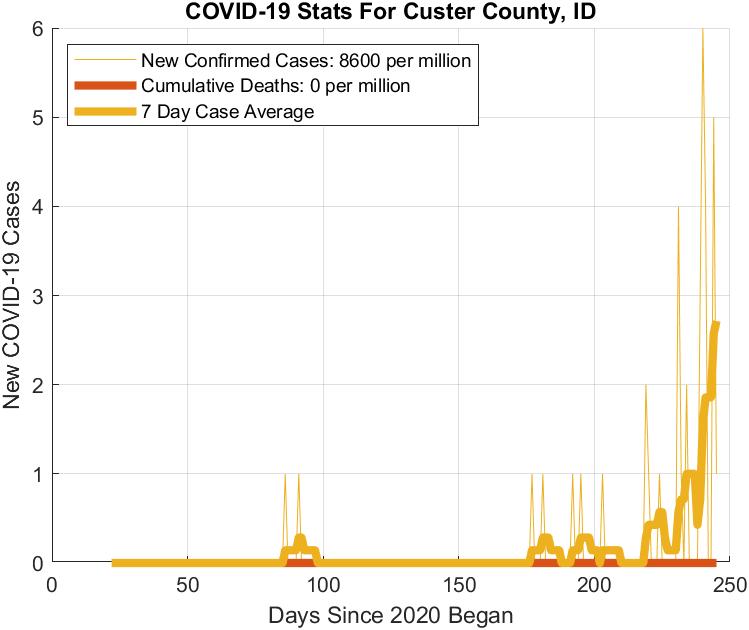 COVID-19 Stats For Custer County, ID
New Confirmed Cases: 8600 per million
Cumulative Deaths: 0 per million
7 Day Case Average
New COVID-19 Cases
6
5
4
3
2
1
0
0 50 100 150 200 250
Days Since 2020 Began